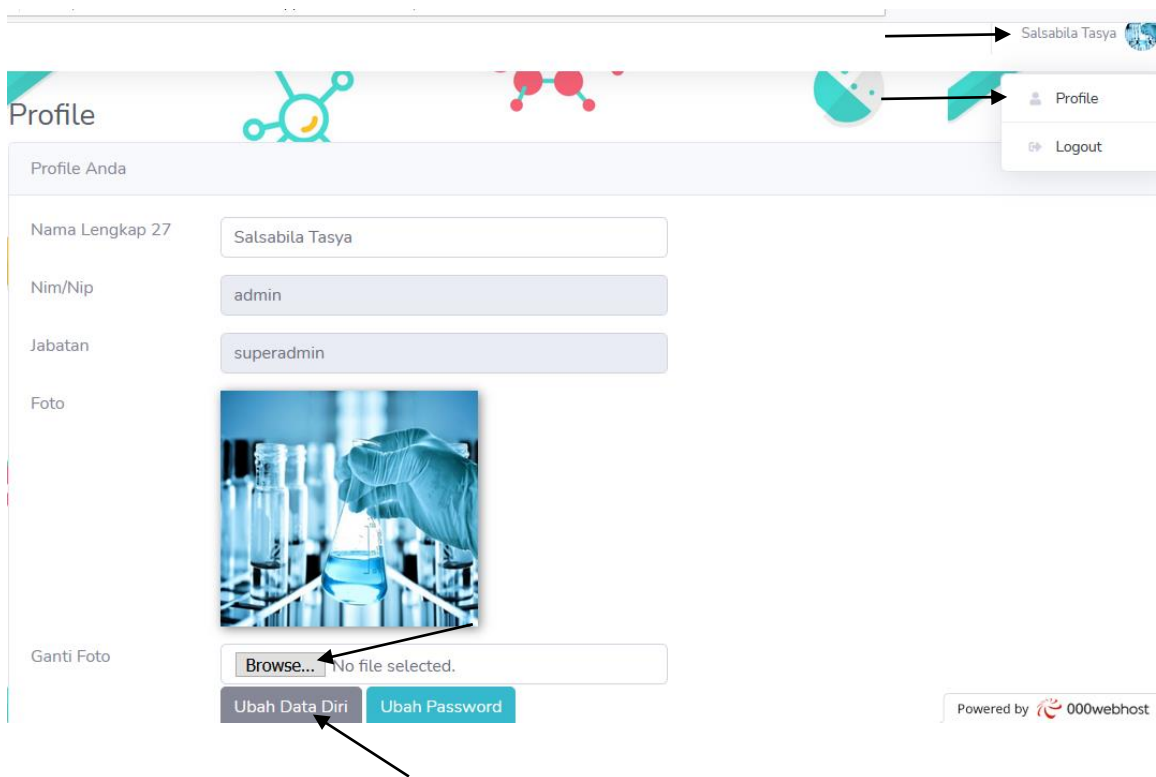 Salsabila Tasya
Profile
Profile
Logout
Profile Anda
Nama Lengkap 27
Salsabila Tasya
Nim/Nip
admin
Jabatan
superadmin
Foto
Ganti Foto
Browse... No file selected.
Ubah Data Diri Ubah Password
Powered by 000webhost